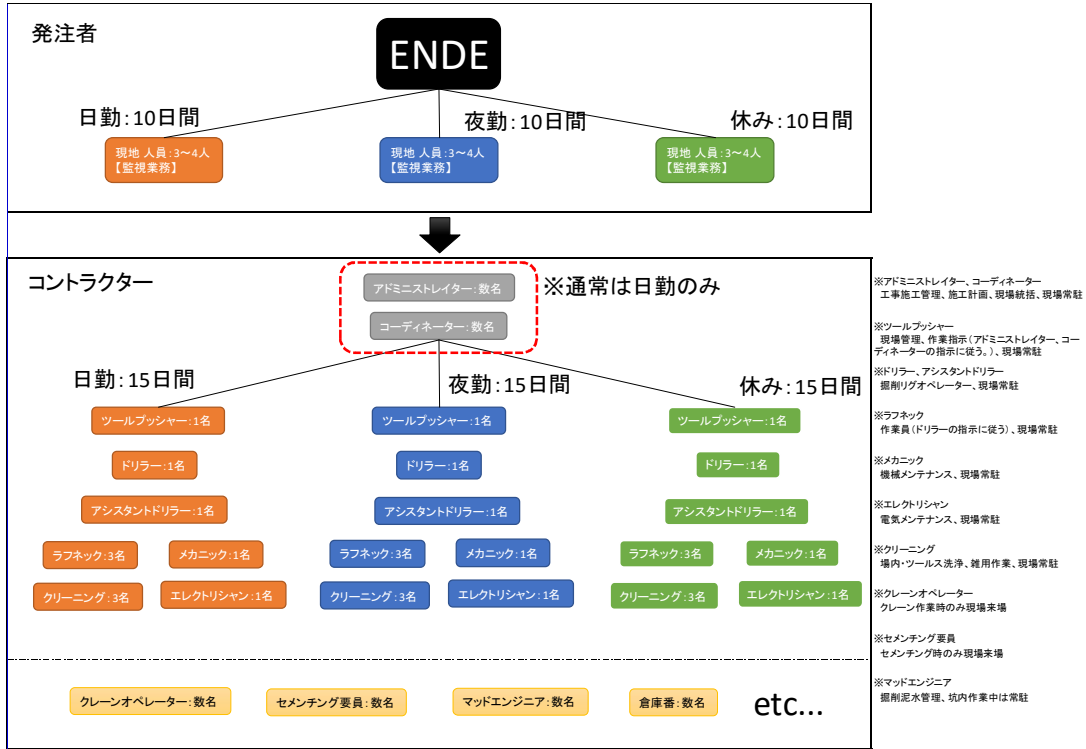 発注者
ENDE
日勤：10日間
夜勤：10日間
休み：10日間
現地 人員：3～4人
【監視業務】
現地 人員：3～4人
【監視業務】
現地 人員：3～4人
【監視業務】
コントラクター
アドミニストレイター：数名
※通常は日勤のみ
コーディネーター：数名
日勤：15日間
夜勤：15日間
休み：15日間
ツールプッシャー：1名
ツールプッシャー：1名
ツールプッシャー：1名
ドリラー：1名
ドリラー：1名
ドリラー：1名
アシスタントドリラー：1名
アシスタントドリラー：1名
アシスタントドリラー：1名
ラフネック：3名
メカニック：1名
ラフネック：3名
メカニック：1名
ラフネック：3名
メカニック：1名
クリーニング：3名
エレクトリシャン：1名
クリーニング：3名
エレクトリシャン：1名
クリーニング：3名
エレクトリシャン：1名
クレーンオペレーター：数名
セメンチング要員：数名
マッドエンジニア：数名
倉庫番：数名
etc...
※アドミニストレイター、コーディネーター
工事施工管理、施工計画、現場統括、現場常駐
※ツールプッシャー
現場管理、作業指示（アドミニストレイター、コー
ディネーターの指示に従う。）、現場常駐
※ドリラー、アシスタントドリラー
掘削リグオペレーター、現場常駐
※ラフネック
作業員（ドリラーの指示に従う）、現場常駐
※メカニック
機械メンテナンス、現場常駐
※エレクトリシャン
電気メンテナンス、現場常駐
※クリーニング
場内・ツールス洗浄、雑用作業、現場常駐
※クレーンオペレーター
クレーン作業時のみ現場来場
※セメンチング要員
セメンチング時のみ現場来場
※マッドエンジニア
掘削泥水管理、坑内作業中は常駐